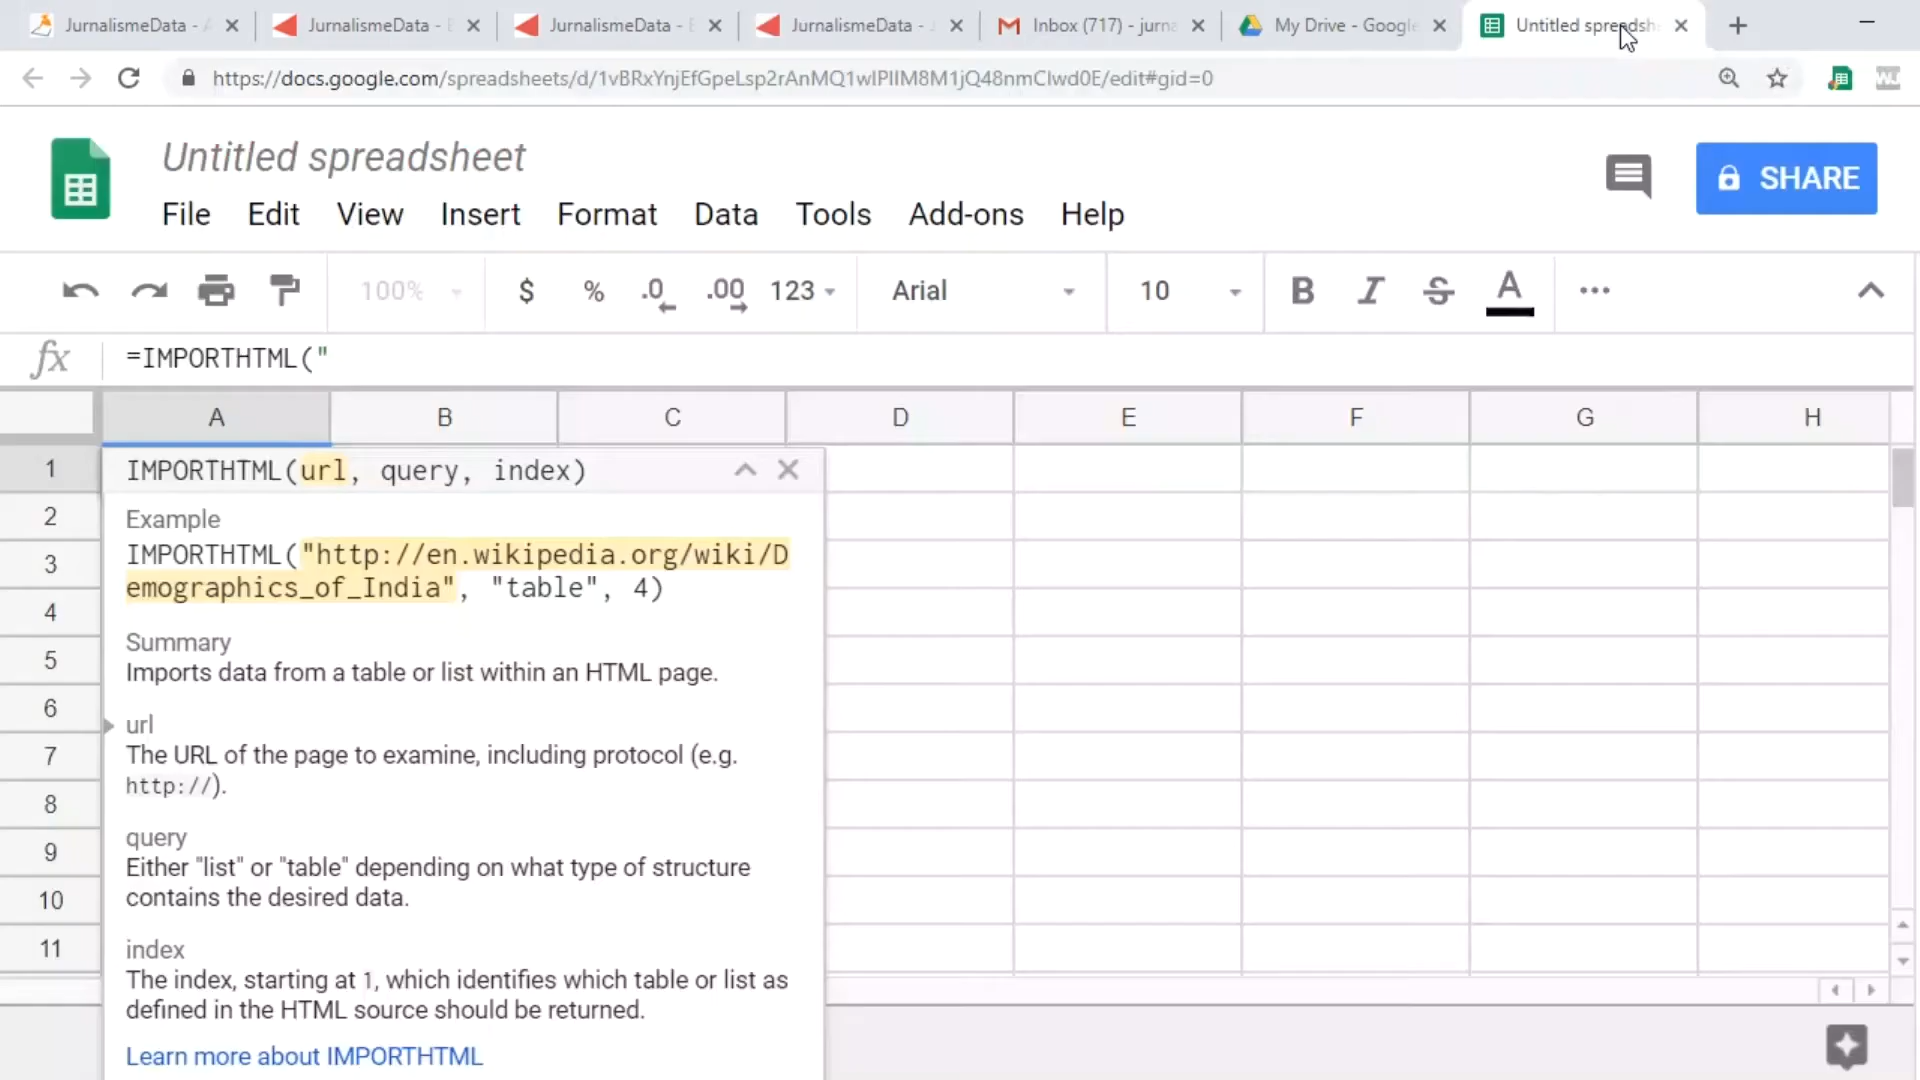 JurnalismeData -
JurnalismeData -
JurnalismeData -
JurnalismeData -
Inbox (717) - jurna
My Drive - Google
Untitled spreadsh
https://docs.google.com/spreadsheets/d/1vBRxYnjEfGpeLsp2rAnMQ1wlPIIM8M1jQ48nmClwd0E/edit#gid=0
Untitled spreadsheet
SHARE
File Edit View Insert Format Data Tools Add-ons Help
100% $ % .0 .00 123 Arial 10 B I S A
fx =IMPORTHTML("
A B C D E F G H
1
2
3
4
5
6
7
8
9
10
11
IMPORTHTML(url, query, index)
Example
IMPORTHTML("http://en.wikipedia.org/wiki/D
emographics_of_India", "table", 4)
Summary
Imports data from a table or list within an HTML page.
url
The URL of the page to examine, including protocol (e.g.
http://).
query
Either "list" or "table" depending on what type of structure
contains the desired data.
index
The index, starting at 1, which identifies which table or list as
defined in the HTML source should be returned.
Learn more about IMPORTHTML